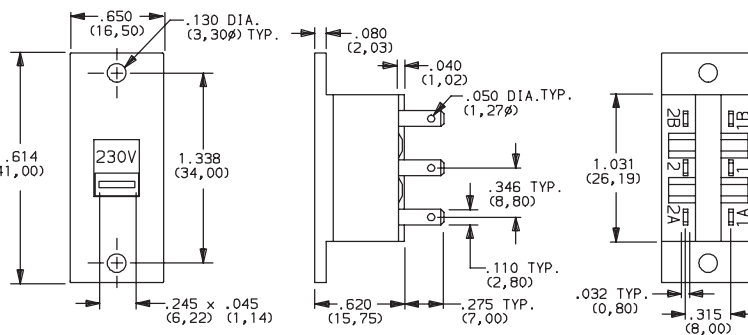 .650
(16,50)
.130 DIA.
(3,30ø) TYP.
.614
41,00)
230V
1.338
(34,00)
.245 x .045
(6,22) (1,14)
.080
(2,03)
.040
(1,02)
.050 DIA.TYP.
(1,27ø)
.346 TYP.
(8,80)
.110 TYP.
(2,80)
.620
(15,75)
.275 TYP.
(7,00)
1.031
(26,19)
2B
1B
2
1
2A
1A
.032 TYP.
(0,80)
.315
(8,00)